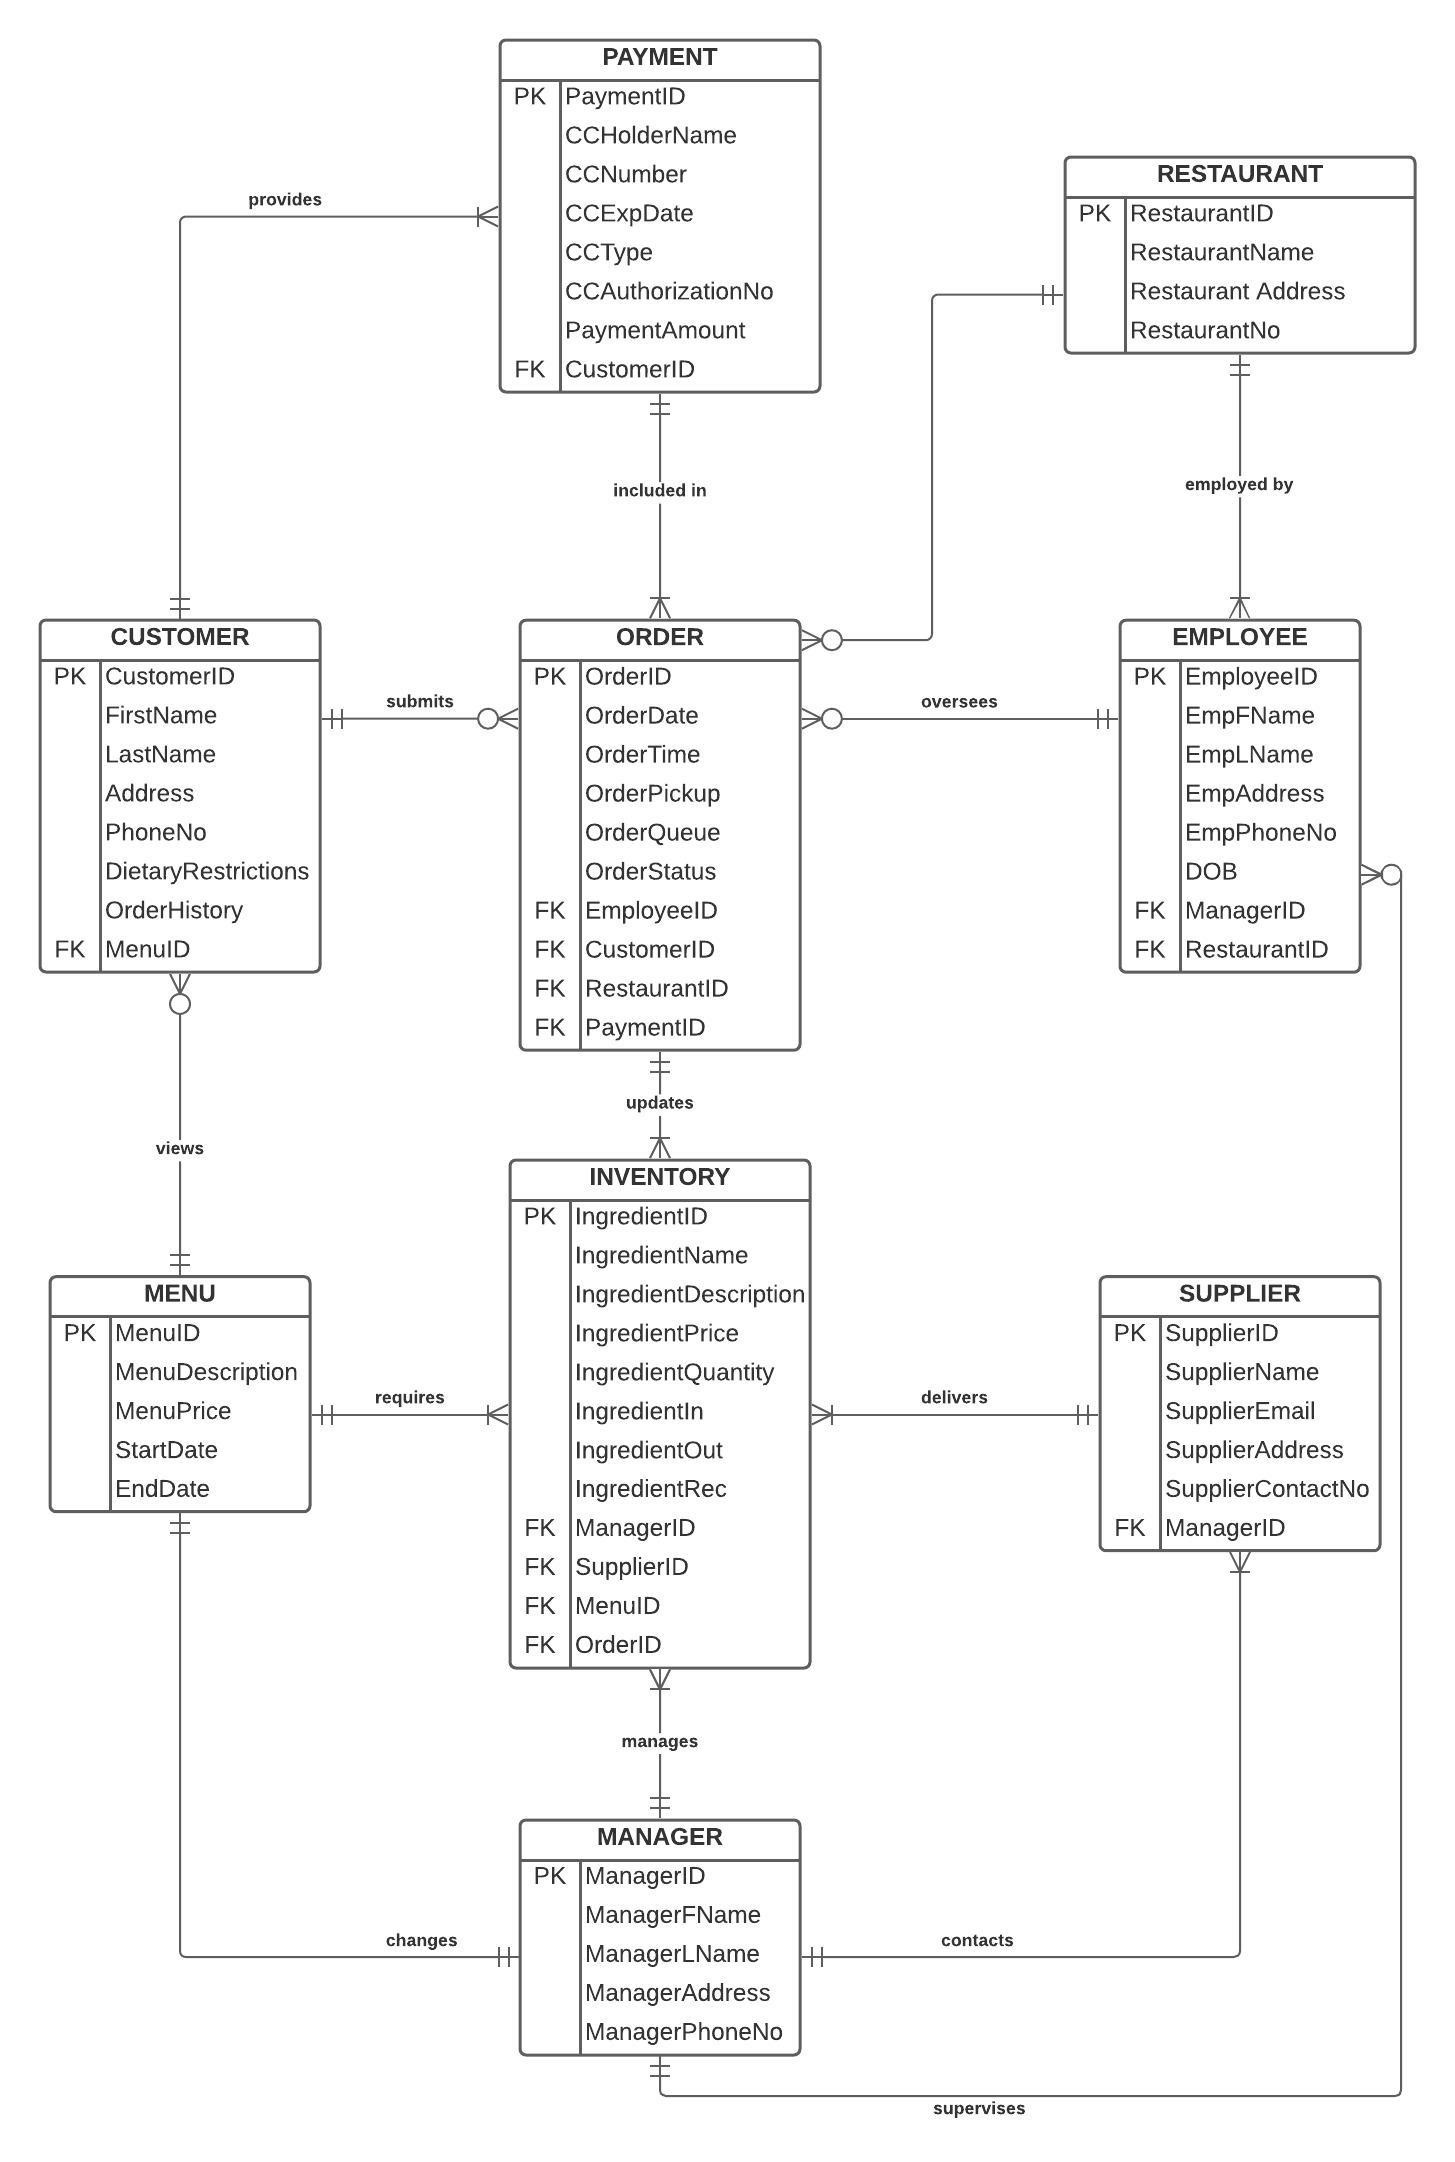 PAYMENT
PK PaymentID
CCHolderName
CCNumber
CCExpDate
CCType
CCAuthorizationNo
PaymentAmount
FK CustomerID
RESTAURANT
PK RestaurantID
RestaurantName
Restaurant Address
RestaurantNo
provides
included in
employed by
CUSTOMER
PK CustomerID
FirstName
LastName
Address
PhoneNo
DietaryRestrictions
OrderHistory
FK MenuID
submits
ORDER
PK OrderID
OrderDate
OrderTime
OrderPickup
OrderQueue
OrderStatus
FK EmployeeID
FK CustomerID
FK RestaurantID
FK PaymentID
oversees
EMPLOYEE
PK EmployeeID
EmpFName
EmpLName
EmpAddress
EmpPhoneNo
DOB
FK ManagerID
FK RestaurantID
updates
views
MENU
PK MenuID
MenuDescription
MenuPrice
StartDate
EndDate
requires
INVENTORY
PK IngredientID
IngredientName
IngredientDescription
IngredientPrice
IngredientQuantity
IngredientIn
IngredientOut
IngredientRec
FK ManagerID
FK SupplierID
FK MenuID
FK OrderID
delivers
SUPPLIER
PK SupplierID
SupplierName
SupplierEmail
SupplierAddress
SupplierContactNo
FK ManagerID
manages
changes
MANAGER
PK ManagerID
ManagerFName
ManagerLName
ManagerAddress
ManagerPhoneNo
contacts
supervises